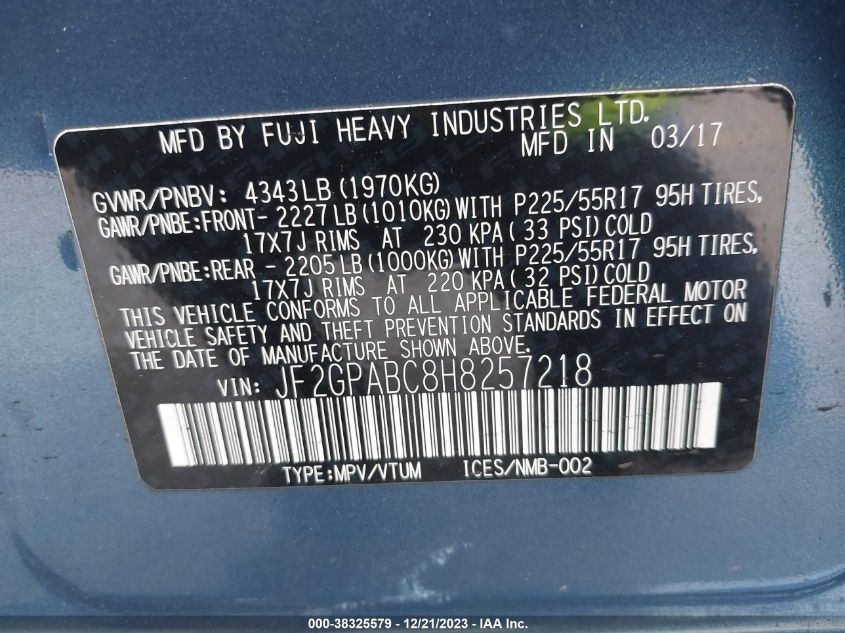 MFD BY FUJI HEAVY INDUSTRIES LTD.
MFD IN 03/17
GVWR/PNBV: 4343LB (1970KG)
GAWR/PNBE:FRONT- 2227LB (1010KG) WITH P225/55R17 95H TIRES,
17X7J RIMS AT 230 KPA( 33 PSI) COLD
GAWR/PNBE:REAR - 2205LB (1000KG) WITH P225/55R17 95H TIRES,
17X7J RIMS AT 220 KPA( 32 PSI) COLD
THIS VEHICLE CONFORMS TO ALL APPLICABLE FEDERAL MOTOR
VEHICLE SAFETY AND THEFT PREVENTION STANDARDS IN EFFECT ON
THE DATE OF MANUFACTURE SHOWN ABOVE.
VIN: JF2GPABC8H8257218
TYPE:MPV/VTUM ICES/NMB-002
000-38325579 - 12/21/2023 - IAA Inc.